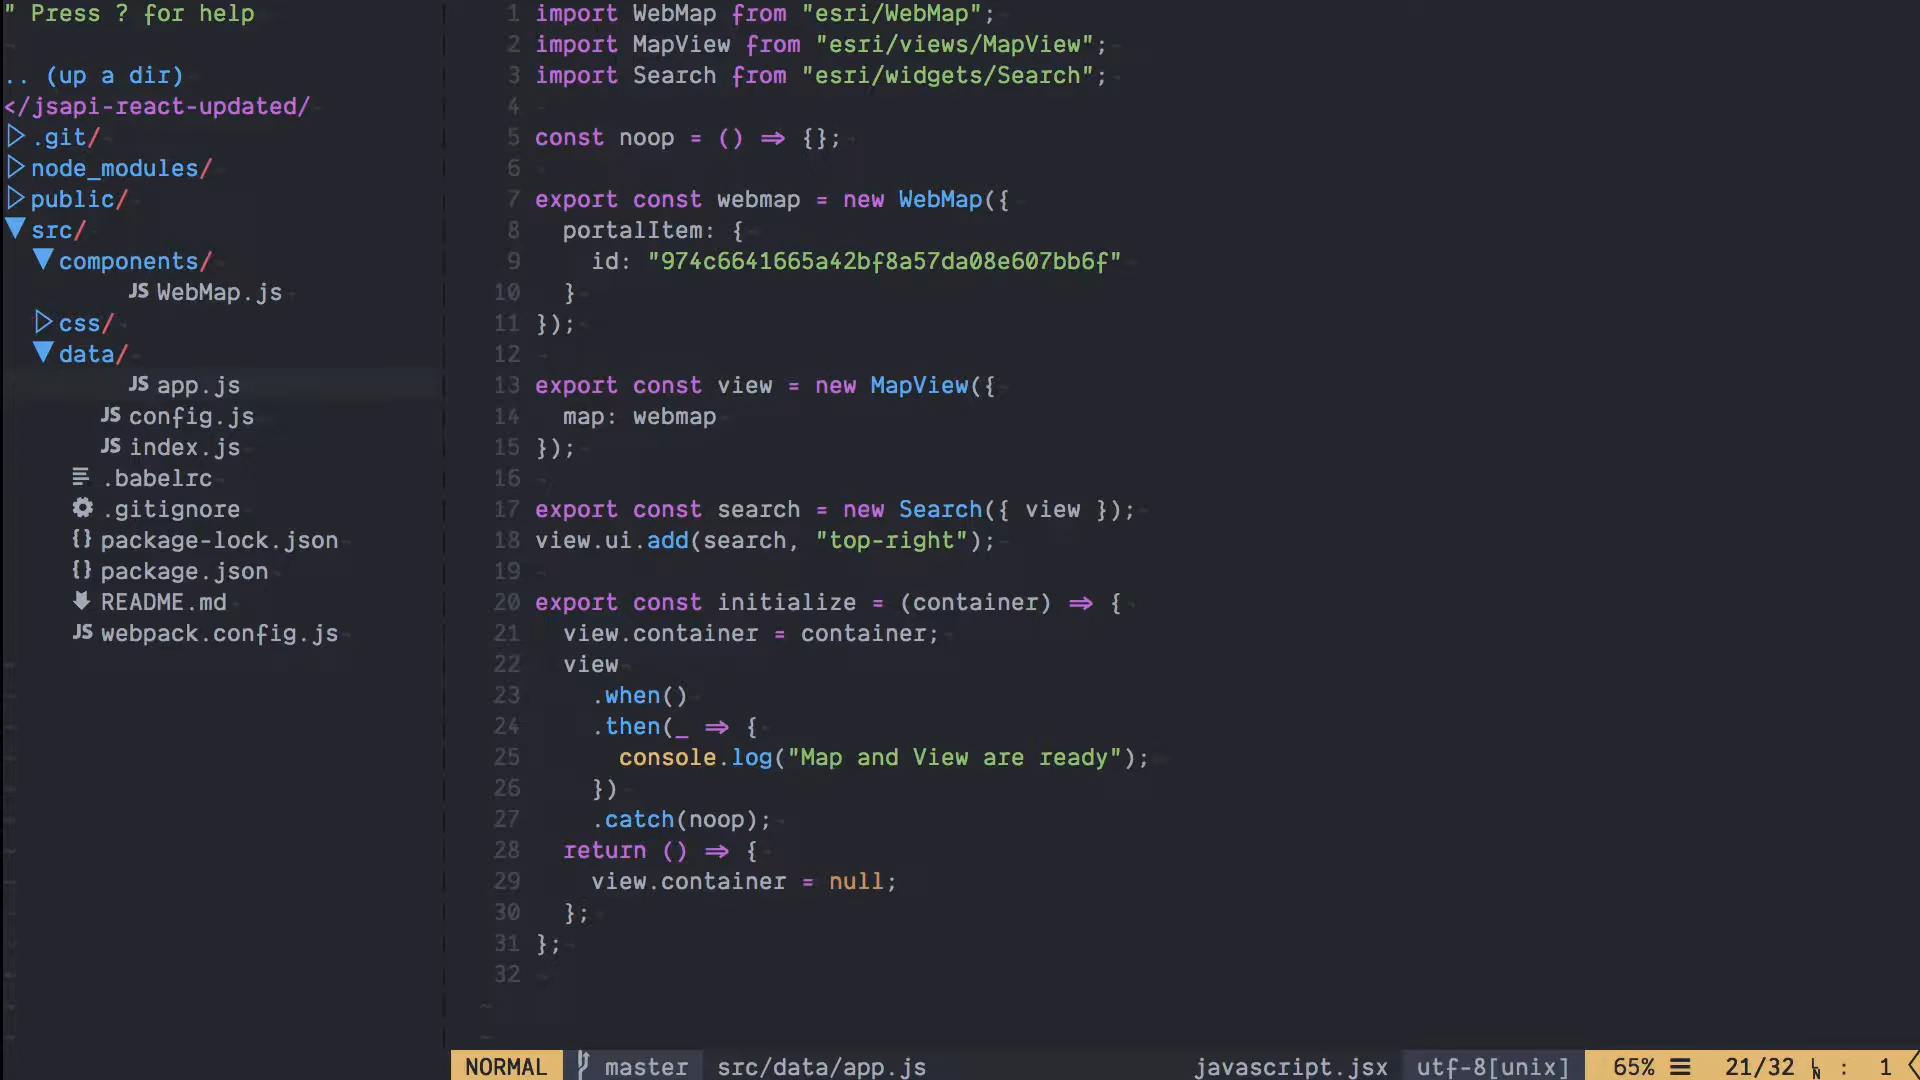 " Press ? for help
.. (up a dir)
</jsapi-react-updated/
▷ .git/
▷ node_modules/
▷ public/
▼ src/
▼ components/
JS WebMap.js
▷ css/
▼ data/
JS app.js
JS config.js
JS index.js
.babelrc
.gitignore
{} package-lock.json
{} package.json
README.md
JS webpack.config.js
1 import WebMap from "esri/WebMap";
2 import MapView from "esri/views/MapView";
3 import Search from "esri/widgets/Search";
4
5 const noop = () => {};
6
7 export const webmap = new WebMap({
8   portalItem: {
9     id: "974c6641665a42bf8a57da08e607bb6f"
10   }
11 });
12
13 export const view = new MapView({
14   map: webmap
15 });
16
17 export const search = new Search({ view });
18 view.ui.add(search, "top-right");
19
20 export const initialize = (container) => {
21   view.container = container;
22   view
23     .when()
24     .then(_ => {
25       console.log("Map and View are ready");
26     })
27     .catch(noop);
28   return () => {
29     view.container = null;
30   };
31 };
32
~
~
NORMAL master src/data/app.js javascript.jsx utf-8[unix] 65% ☰ 21/32 : 1